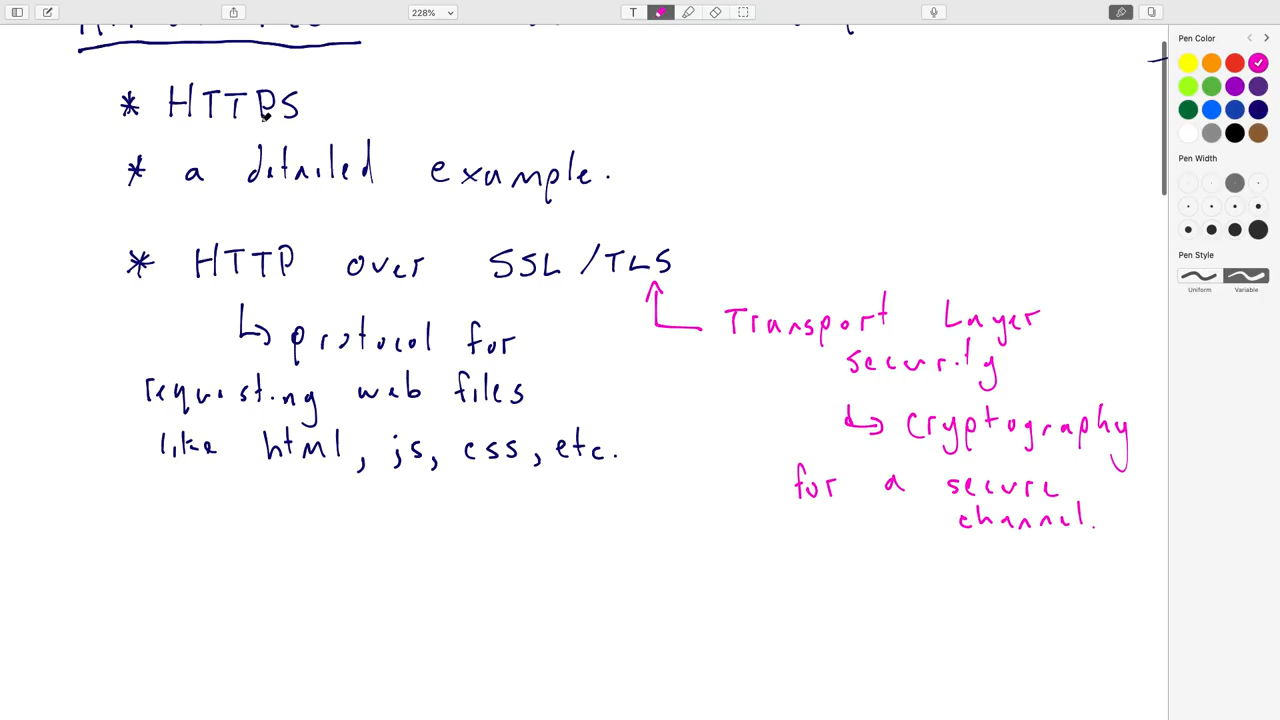 228%
T
Pen Color
* HTTPS
* a detailed example.
Pen Width
* HTTP over SSL/TLS
Pen Style
Uniform
Variable
↳ protocol for
requesting web files
like html, js, css, etc.
Transport Layer
security
↳ cryptography
for a secure
channel.